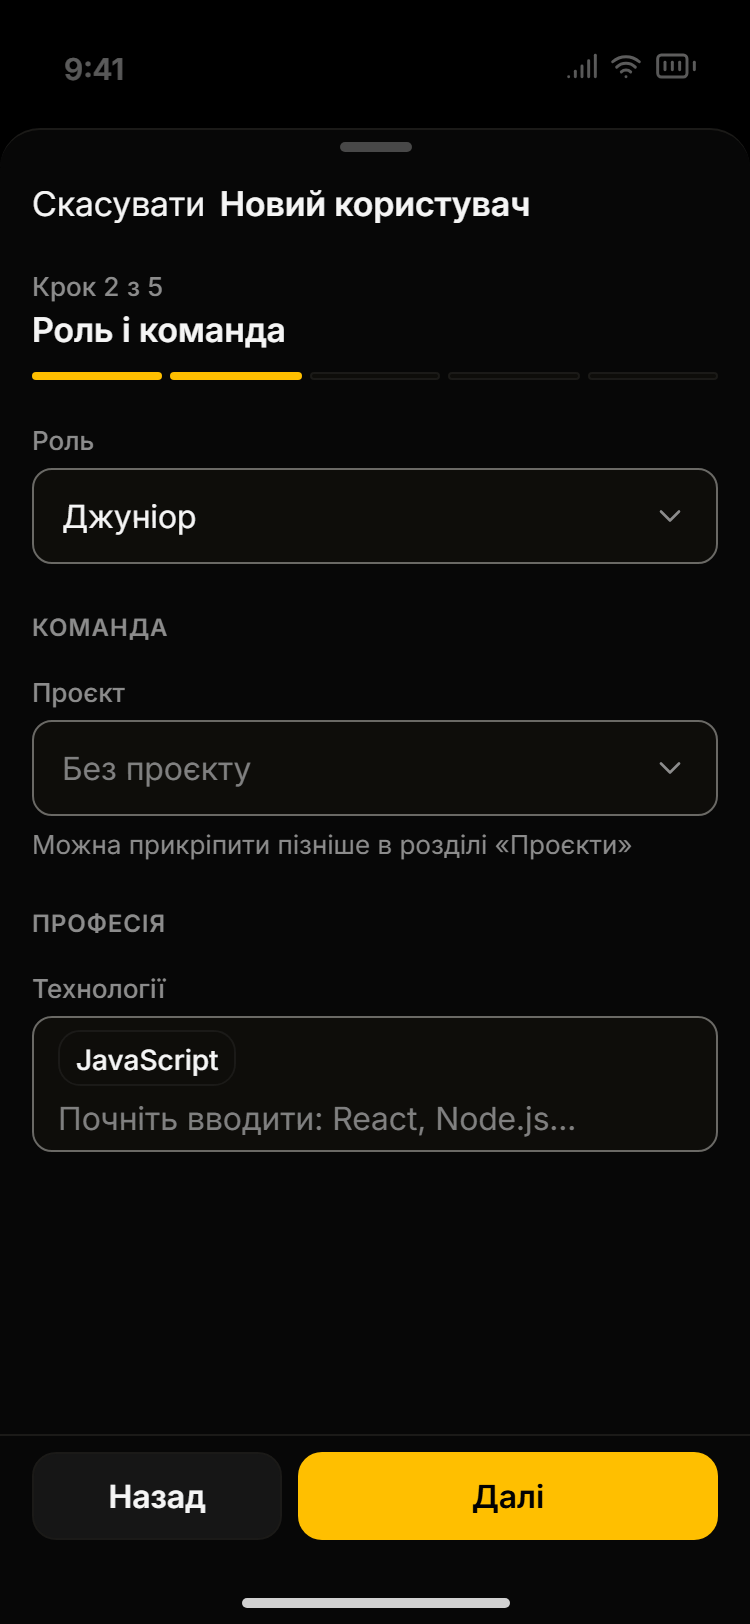 9:41
Скасувати Новий користувач
Крок 2 з 5
Роль і команда
Роль
Джуніор
КОМАНДА
Проєкт
Без проєкту
Можна прикріпити пізніше в розділі «Проєкти»
ПРОФЕСІЯ
Технології
JavaScript
Почніть вводити: React, Node.js...
Назад Далі